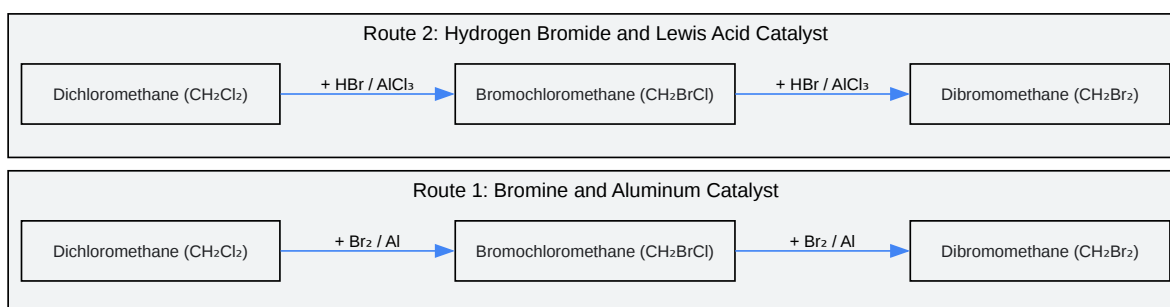 Route 2: Hydrogen Bromide and Lewis Acid Catalyst
Dichloromethane (CH₂Cl₂)
+ HBr / AlCl₃
Bromochloromethane (CH₂BrCl)
+ HBr / AlCl₃
Dibromomethane (CH₂Br₂)
Route 1: Bromine and Aluminum Catalyst
Dichloromethane (CH₂Cl₂)
+ Br₂ / Al
Bromochloromethane (CH₂BrCl)
+ Br₂ / Al
Dibromomethane (CH₂Br₂)